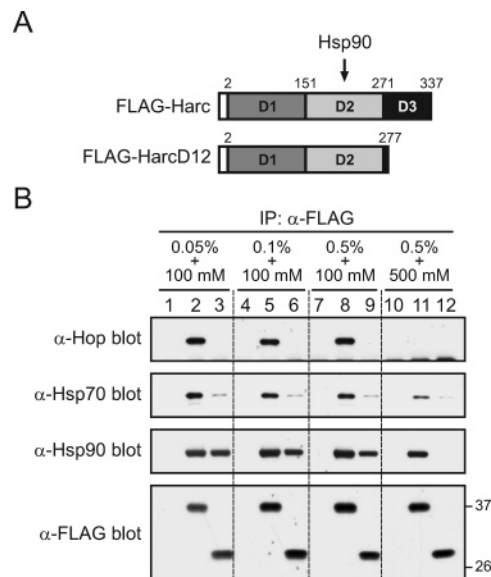 A
Hsp90
2 151 271 337
FLAG-Harc D1 D2 D3
2 277
FLAG-HarcD12 D1 D2
B
IP: α-FLAG
0.05% 0.1% 0.5% 0.5%
+ + + +
100 mM 100 mM 100 mM 500 mM
1 2 3 4 5 6 7 8 9 10 11 12
α-Hop blot
α-Hsp70 blot
α-Hsp90 blot
α-FLAG blot
- 37
- 26